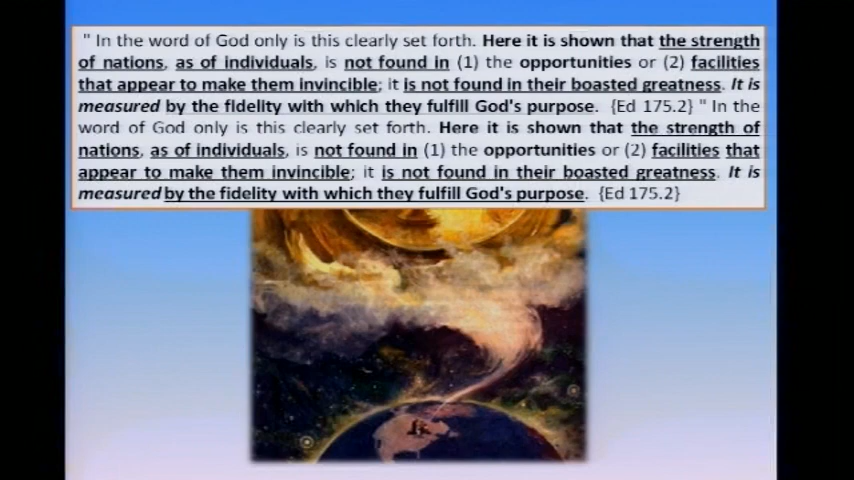 " In the word of God only is this clearly set forth. Here it is shown that the strength
of nations, as of individuals, is not found in (1) the opportunities or (2) facilities
that appear to make them invincible; it is not found in their boasted greatness. It is
measured by the fidelity with which they fulfill God's purpose. {Ed 175.2} " In the
word of God only is this clearly set forth. Here it is shown that the strength of
nations, as of individuals, is not found in (1) the opportunities or (2) facilities that
appear to make them invincible; it is not found in their boasted greatness. It is
measured by the fidelity with which they fulfill God's purpose. {Ed 175.2}